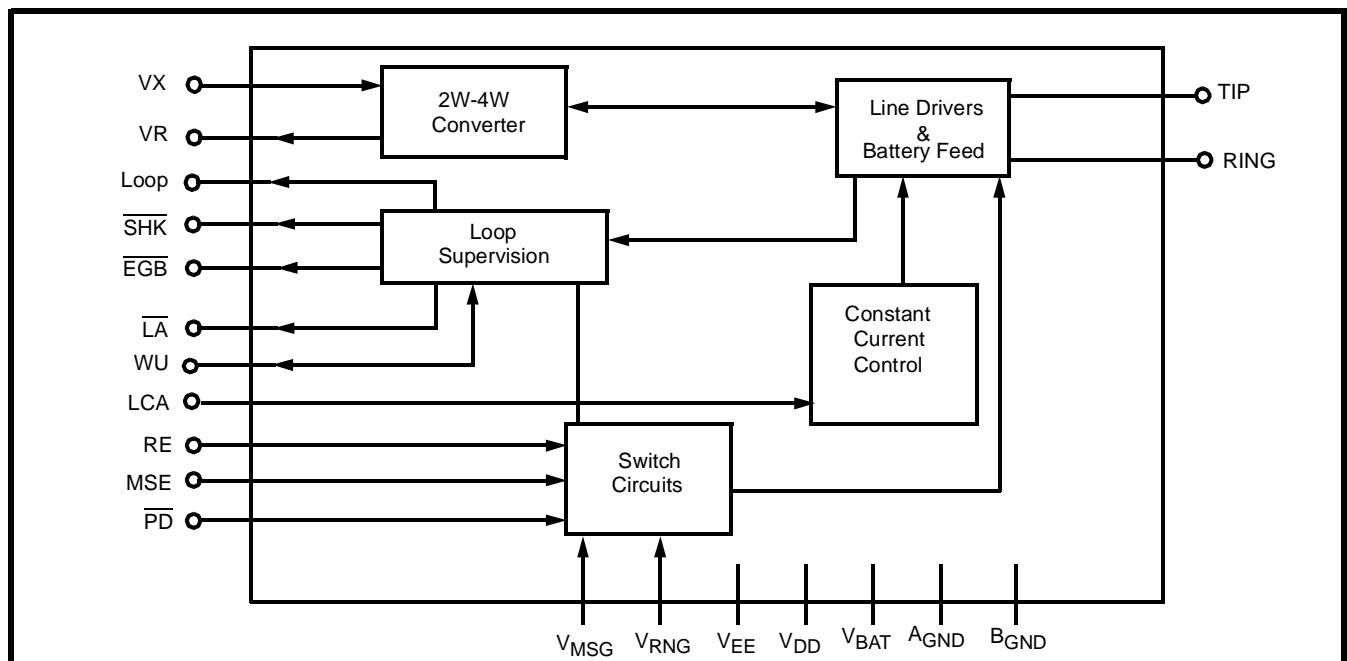 VX
VR
Loop
SHK
EGB
LA
WU
LCA
RE
MSE
PD
2W-4W
Converter
Line Drivers
&
Battery Feed
TIP
RING
Loop
Supervision
Constant
Current
Control
Switch
Circuits
VMSG
VRNG
VEE
VDD
VBAT
AGND
BGND